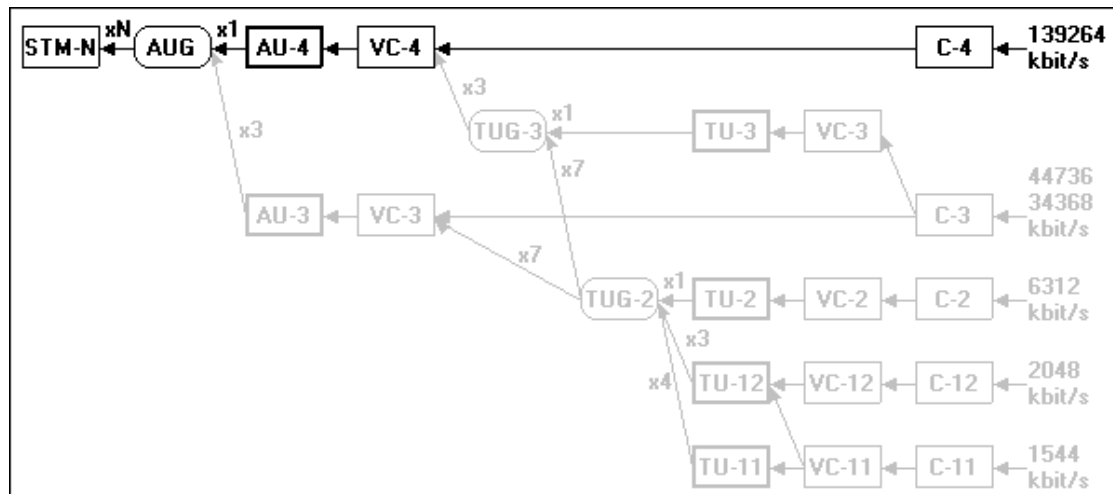 xN x1 139264
STM-N AUG AU-4 VC-4 C-4 kbit/s
x3 x1
TUG-3 TU-3 VC-3
x3 x7 44736
AU-3 VC-3 C-3 34368
kbit/s
x7 x1 6312
TUG-2 TU-2 VC-2 C-2 kbit/s
x3
x4 TU-12 VC-12 C-12 2048
kbit/s
TU-11 VC-11 C-11 1544
kbit/s